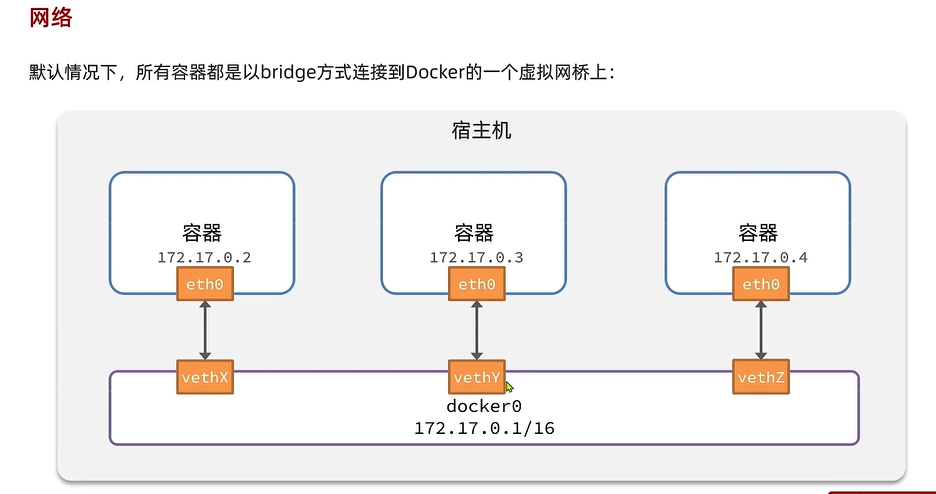 网络
默认情况下，所有容器都是以bridge方式连接到Docker的一个虚拟网桥上：
宿主机
容器
172.17.0.2
eth0
容器
172.17.0.3
eth0
容器
172.17.0.4
eth0
vethX
vethY
vethZ
docker0
172.17.0.1/16